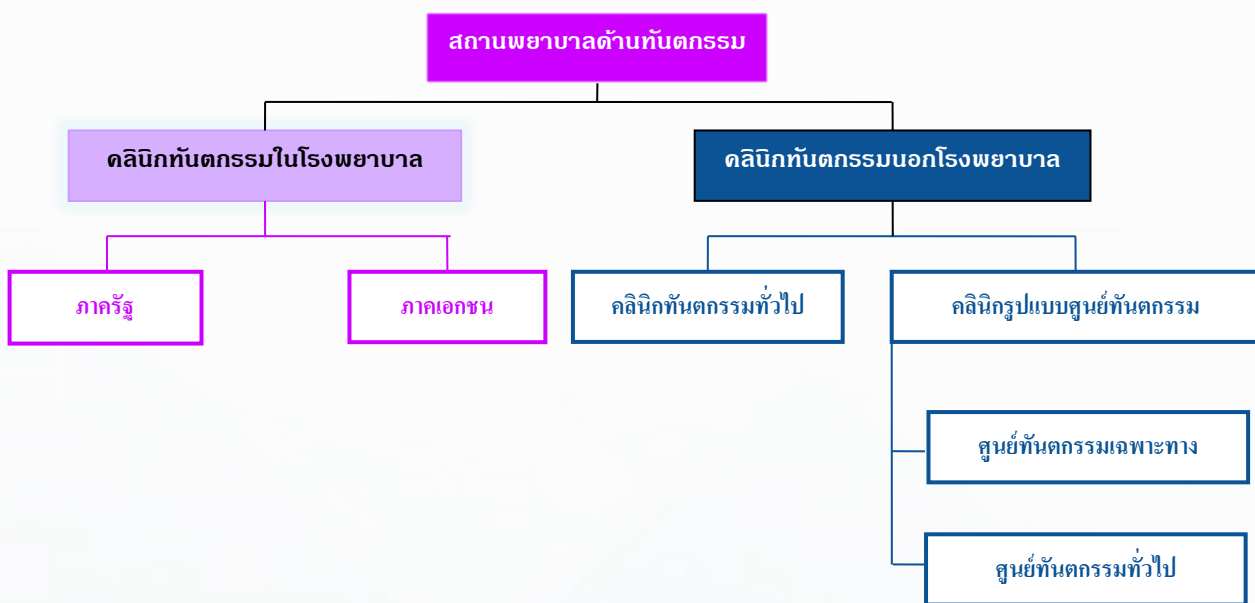 สถานพยาบาลด้านทันตกรรม
คลินิกทันตกรรมในโรงพยาบาล
คลินิกทันตกรรมนอกโรงพยาบาล
ภาครัฐ
ภาคเอกชน
คลินิกทันตกรรมทั่วไป
คลินิกรูปแบบศูนย์ทันตกรรม
ศูนย์ทันตกรรมเฉพาะทาง
ศูนย์ทันตกรรมทั่วไป